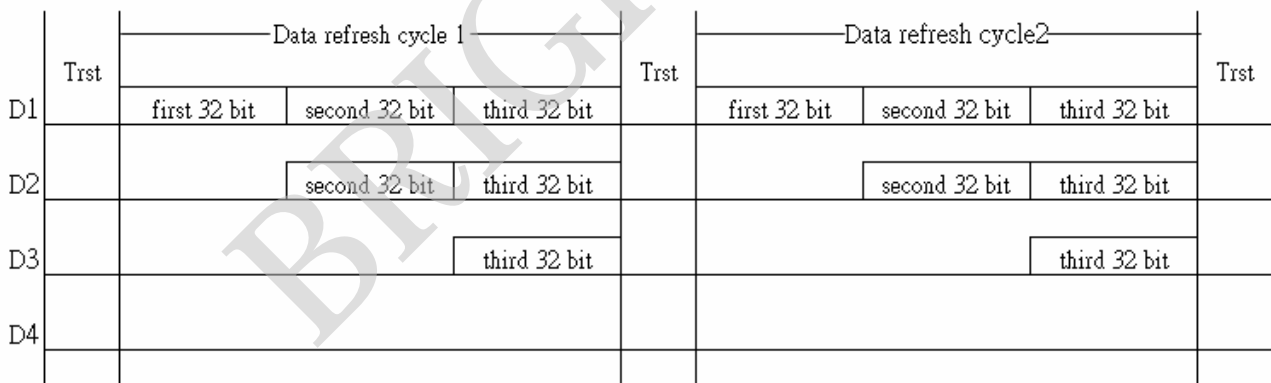 Data refresh cycle 1 Data refresh cycle2
Trst Trst Trst
D1 first 32 bit second 32 bit third 32 bit first 32 bit second 32 bit third 32 bit
D2 second 32 bit third 32 bit second 32 bit third 32 bit
D3 third 32 bit third 32 bit
D4